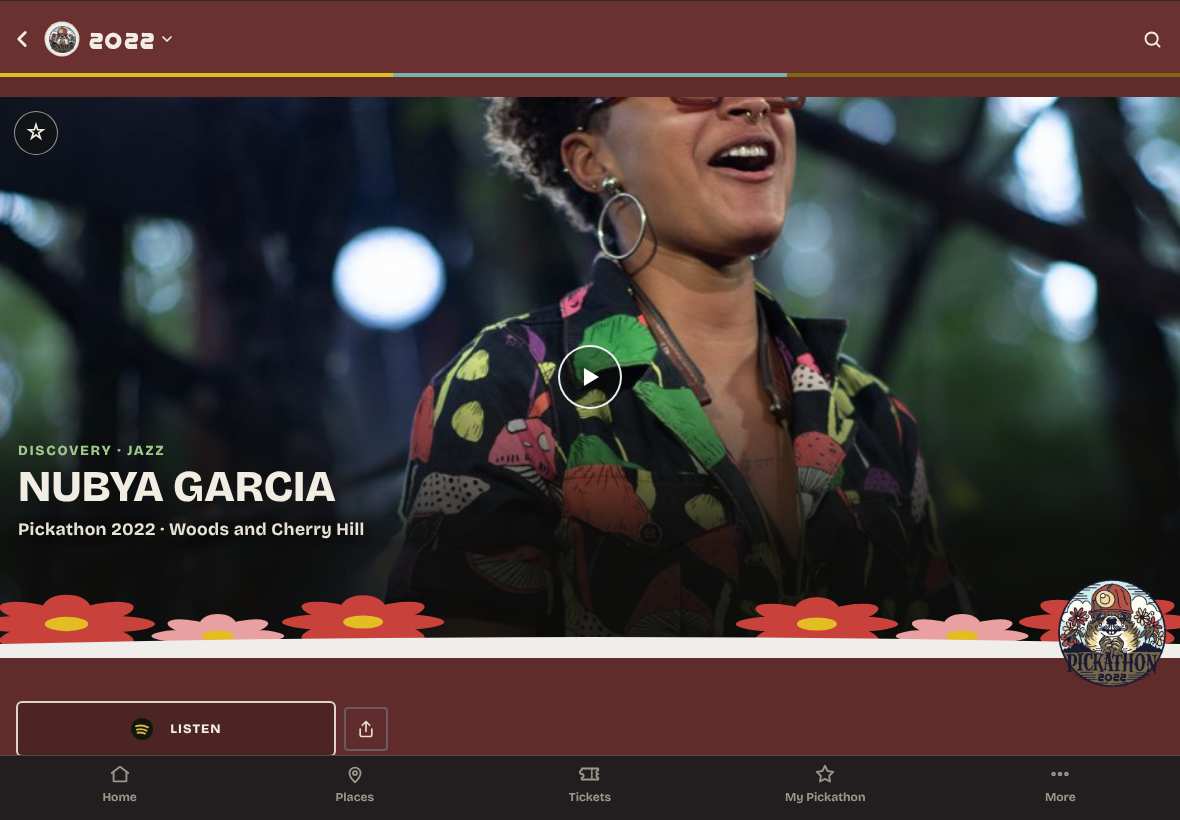 2022
DISCOVERY · JAZZ
NUBYA GARCIA
Pickathon 2022 · Woods and Cherry Hill
PICKATHON
2022
LISTEN
Home
Places
Tickets
My Pickathon
More